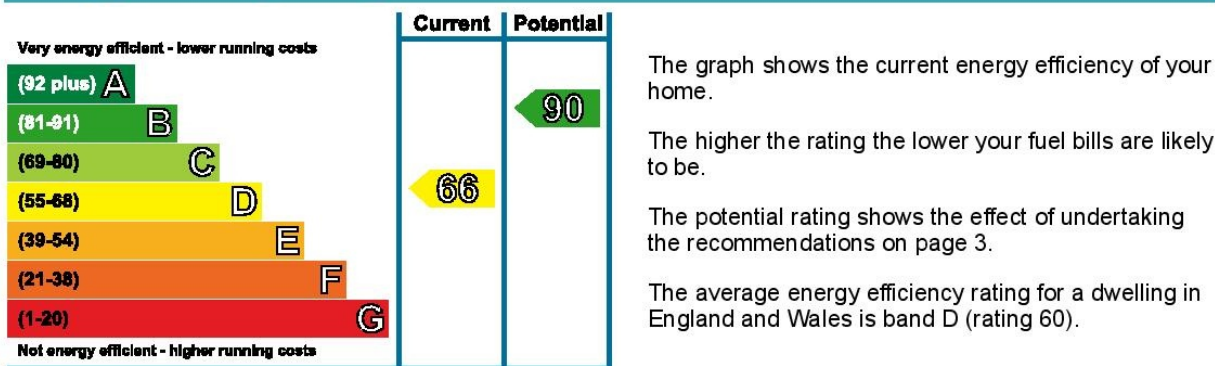 Current Potential
Very energy efficient - lower running costs
(92 plus) A
(81-91) B
(69-80) C
(55-68) D
(39-54) E
(21-38) F
(1-20) G
Not energy efficient - higher running costs
66
90
The graph shows the current energy efficiency of your
home.
The higher the rating the lower your fuel bills are likely
to be.
The potential rating shows the effect of undertaking
the recommendations on page 3.
The average energy efficiency rating for a dwelling in
England and Wales is band D (rating 60).